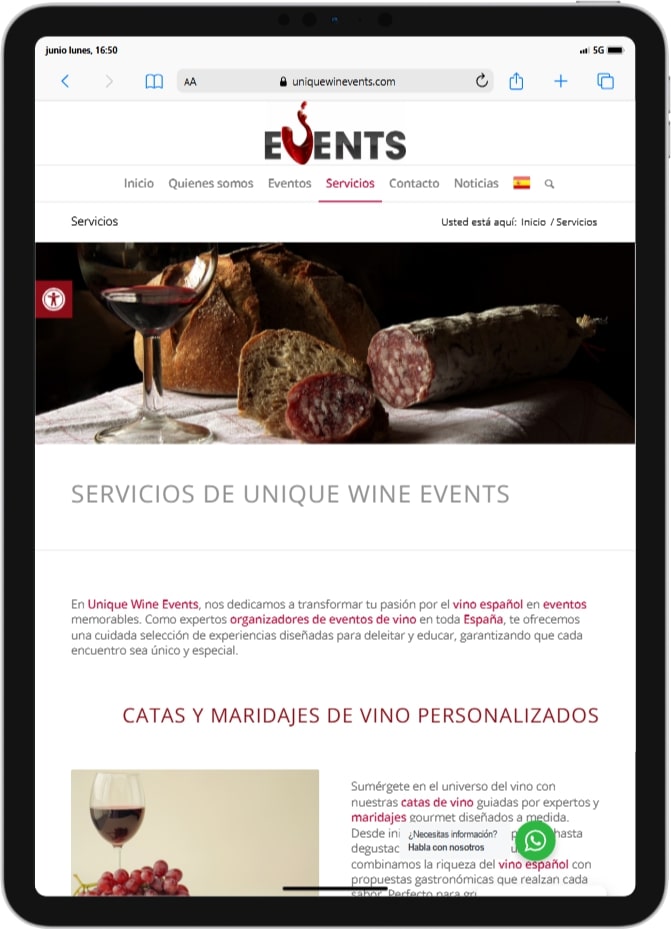 junio lunes, 16:50 5G
AA uniquewinevents.com
EVENTS
Inicio Quienes somos Eventos Servicios Contacto Noticias
Servicios Usted está aquí: Inicio / Servicios
SERVICIOS DE UNIQUE WINE EVENTS
En Unique Wine Events, nos dedicamos a transformar tu pasión por el vino español en eventos
memorables. Como expertos organizadores de eventos de vino en toda España, te ofrecemos
una cuidada selección de experiencias diseñadas para deleitar y educar, garantizando que cada
encuentro sea único y especial.
CATAS Y MARIDAJES DE VINO PERSONALIZADOS
Sumérgete en el universo del vino con
nuestras catas de vino guiadas por expertos y
maridajes gourmet diseñados a medida.
Desde hasta
¿Necesitas información?
Habla con nosotros
combinamos la riqueza del vino español con
propuestas gastronómicas que realzan cada
sabor. Perfecto para